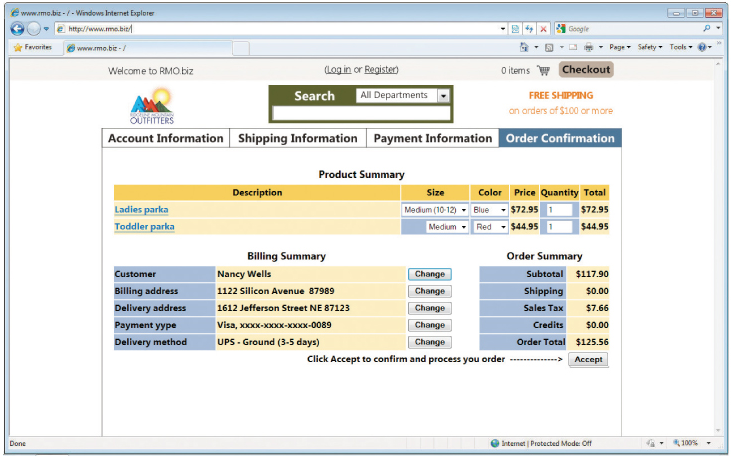 www.rmo.biz - / - Windows Internet Explorer
http://www.rmo.biz/
Google
Favorites www.rmo.biz - / Page Safety Tools
Welcome to RMO.biz (Log in or Register) 0 items Checkout
Search All Departments
FREE SHIPPING
on orders of $100 or more
RIDGELINE MOUNTAIN
OUTFITTERS
Account Information Shipping Information Payment Information Order Confirmation
Product Summary
Description Size Color Price Quantity Total
Ladies parka Medium (10-12) Blue $72.95 1 $72.95
Toddler parka Medium Red $44.95 1 $44.95
Billing Summary Order Summary
Customer Nancy Wells Change Subtotal $117.90
Billing address 1122 Silicon Avenue 87989 Change Shipping $0.00
Delivery address 1612 Jefferson Street NE 87123 Change Sales Tax $7.66
Payment yype Visa, xxxx-xxxx-xxxx-0089 Change Credits $0.00
Delivery method UPS - Ground (3-5 days) Change Order Total $125.56
Click Accept to confirm and process you order --------------> Accept
Done Internet | Protected Mode: Off 100%